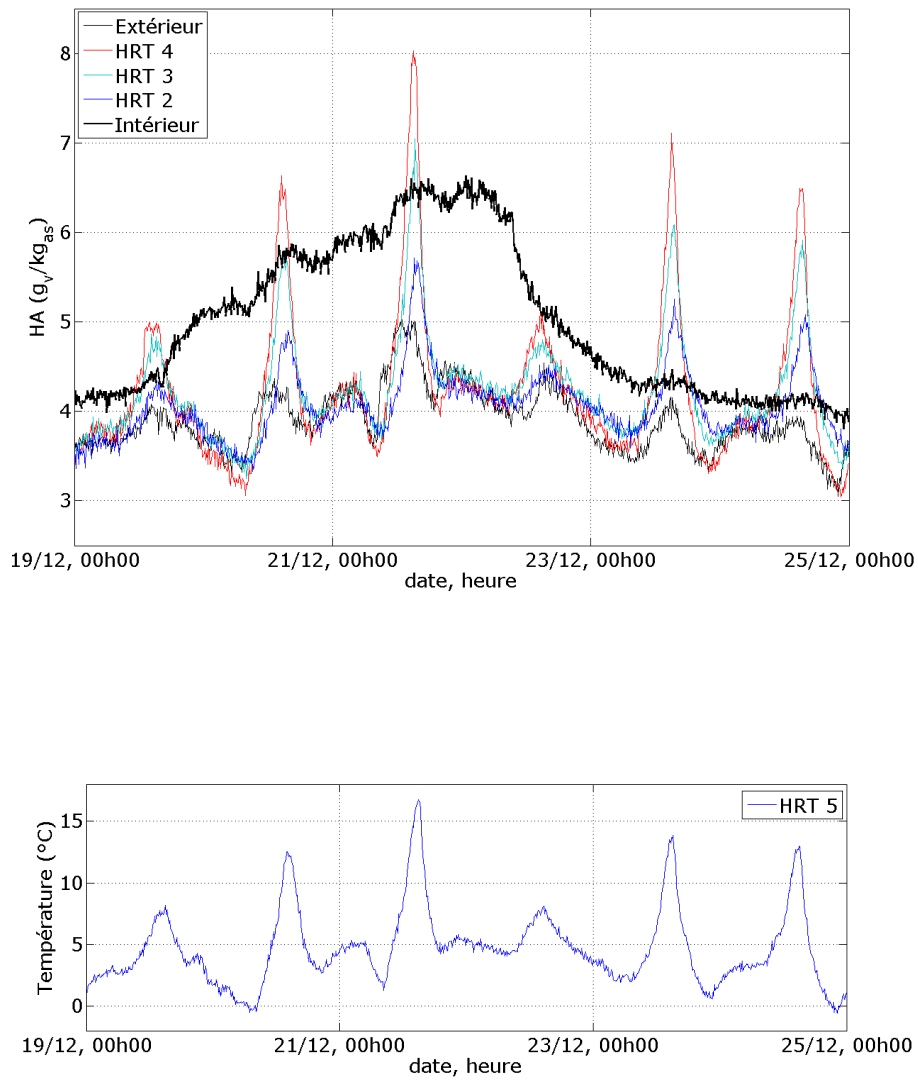 Extérieur
HRT 4
HRT 3
HRT 2
Intérieur
8
7
6
5
4
3
HA (gv/kgas)
19/12, 00h00 21/12, 00h00 23/12, 00h00 25/12, 00h00
date, heure
HRT 5
15
10
5
0
Température (°C)
19/12, 00h00 21/12, 00h00 23/12, 00h00 25/12, 00h00
date, heure